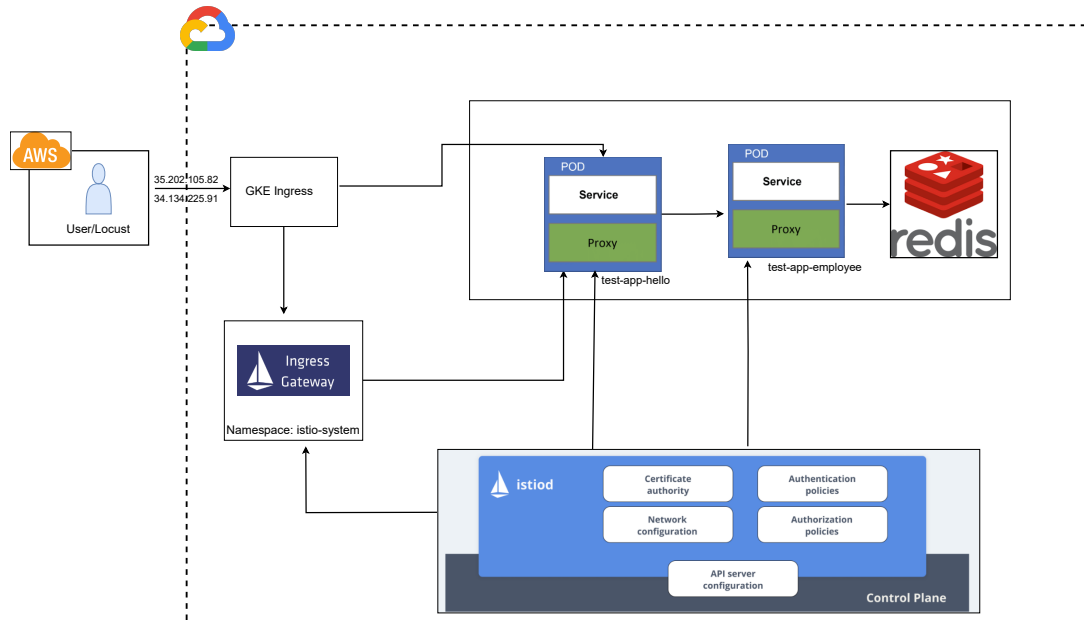 AWS
User/Locust
35.202.105.82
34.134.225.91
GKE Ingress
POD
Service
Proxy
test-app-hello
POD
Service
Proxy
test-app-employee
redis
Ingress
Gateway
Namespace: istio-system
istiod
Certificate
authority
Authentication
policies
Network
configuration
Authorization
policies
API server
configuration
Control Plane